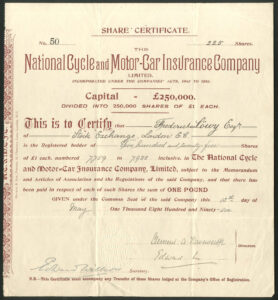 SHARE CERTIFICATE.
No. 50 225 Shares.
THE
National Cycle and Motor-Car Insurance Company
LIMITED.
INCORPORATED UNDER THE COMPANIES' ACTS, 1862 TO 1893.
Capital - £250,000.
DIVIDED INTO 250,000 SHARES OF £1 EACH.
This is to Certify that Frederick Löwy Esqr.
of Stock Exchange, London E.C.
is the Registered holder of Two hundred and twenty five Shares
of £1 each, numbered to inclusive, in The National Cycle
and Motor-Car Insurance Company, Limited, subject to the Memorandum
and Articles of Association and the Regulations of the said Company, and that there has
been paid in respect of each of such Shares the sum of ONE POUND
GIVEN under the Common Seal of the said Company this day of
May One Thousand Eight Hundred and Ninety-
Directors.
Secretary.
N.B.—This Certificate must accompany any Transfer of these Shares lodged at the Company's Office of Registration.